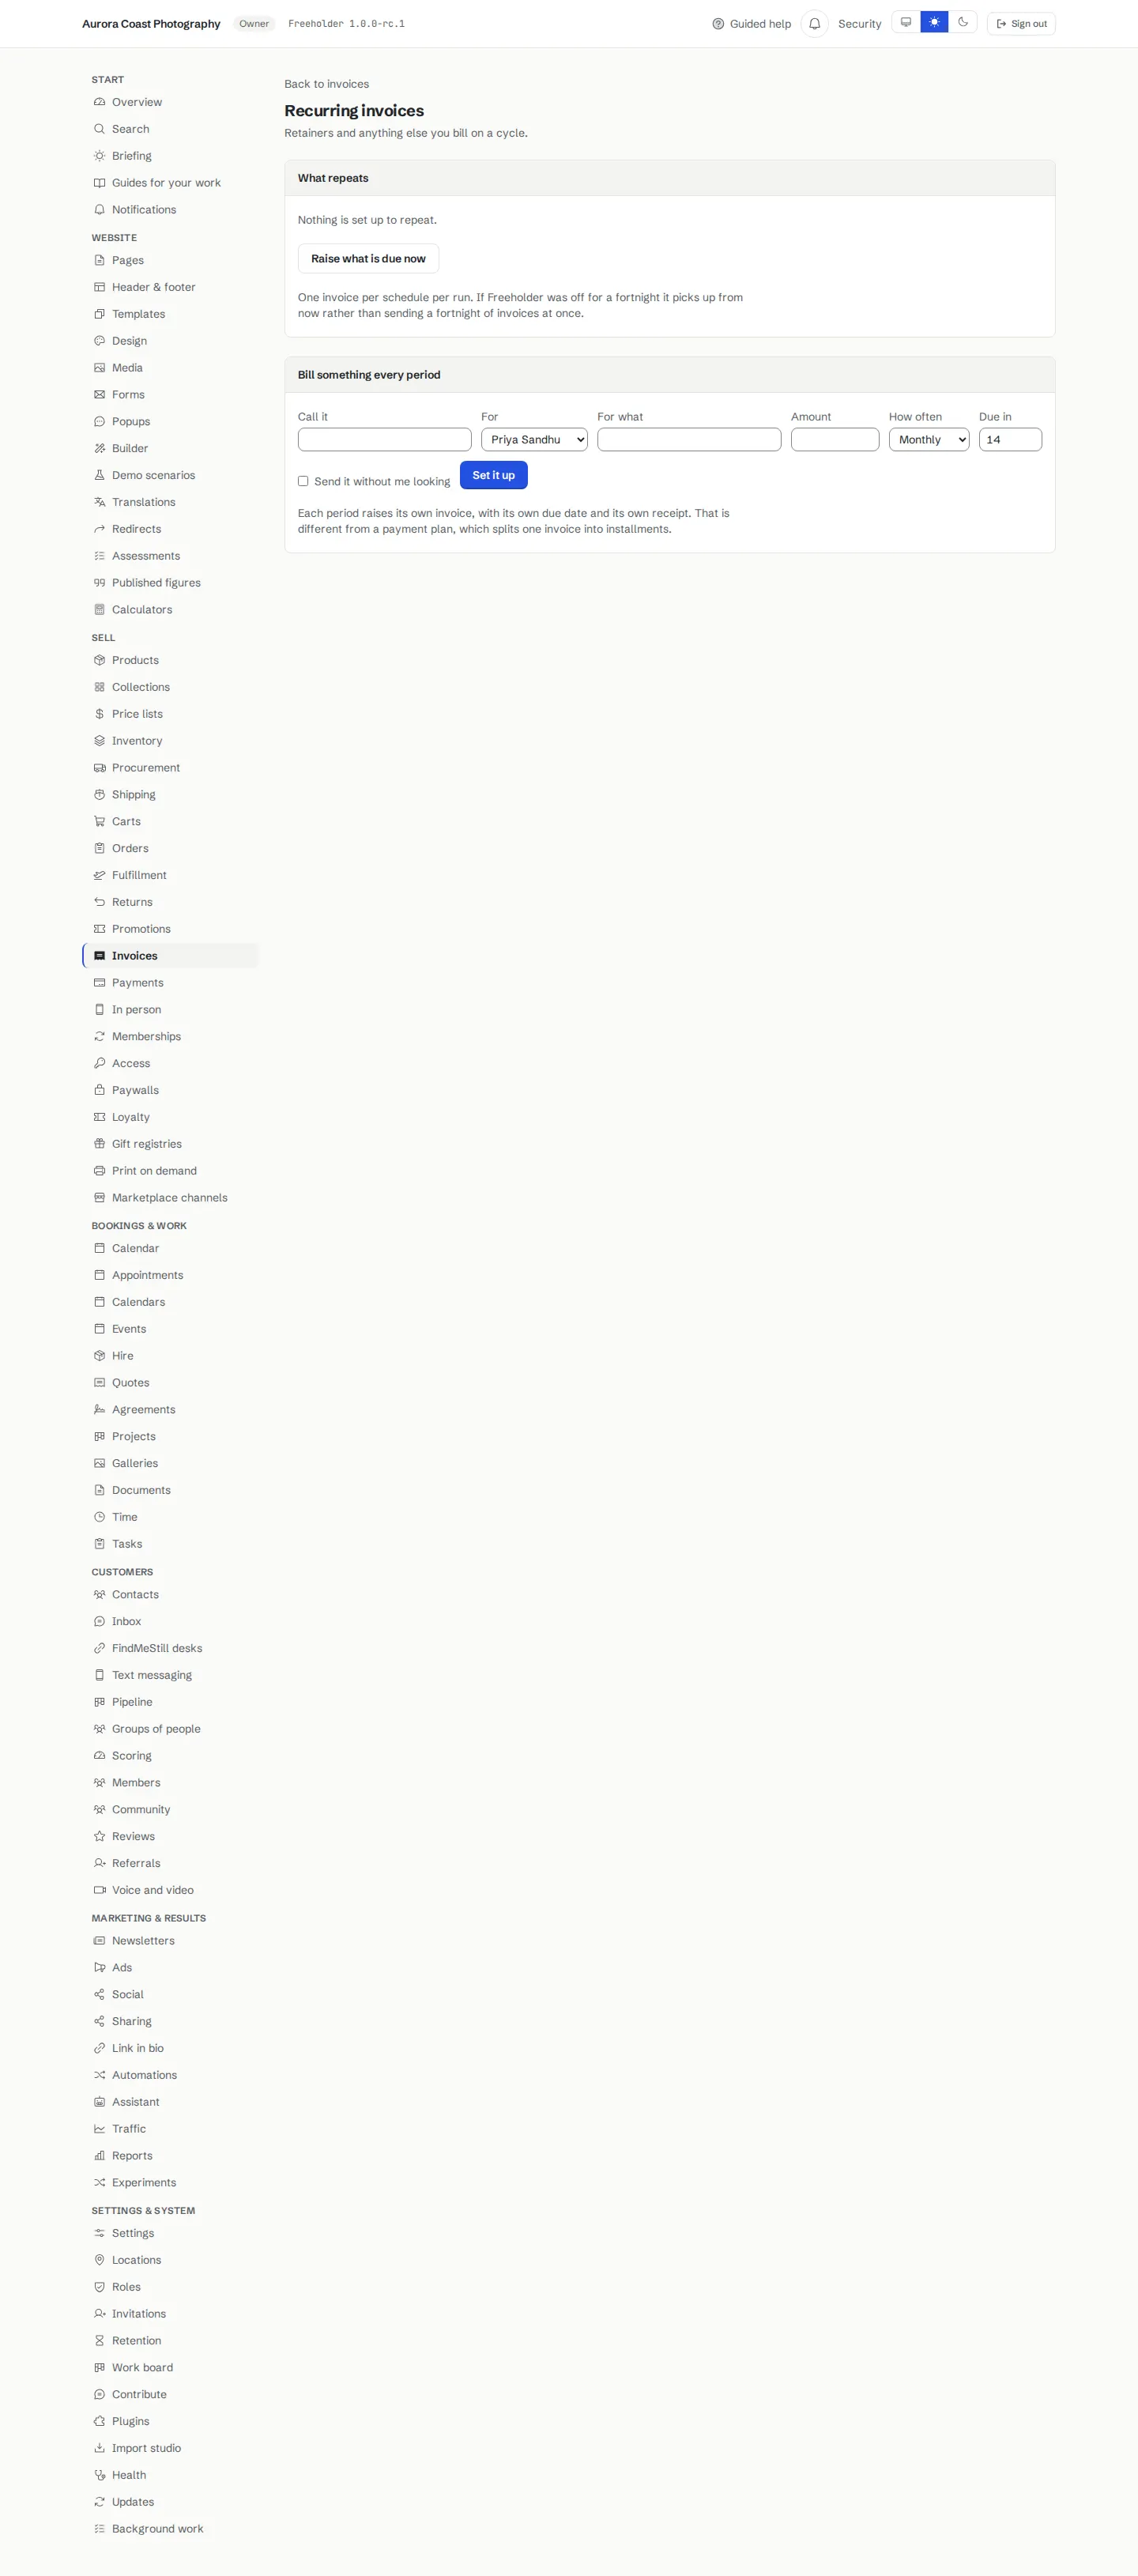 Aurora Coast Photography Owner Freeholder 1.0.0-rc.1 Guided help Security Sign out
START
Overview
Search
Briefing
Guides for your work
Notifications
WEBSITE
Pages
Header & footer
Templates
Design
Media
Forms
Popups
Builder
Demo scenarios
Translations
Redirects
Assessments
Published figures
Calculators
SELL
Products
Collections
Price lists
Inventory
Procurement
Shipping
Carts
Orders
Fulfillment
Returns
Promotions
Invoices
Payments
In person
Memberships
Access
Paywalls
Loyalty
Gift registries
Print on demand
Marketplace channels
BOOKINGS & WORK
Calendar
Appointments
Calendars
Events
Hire
Quotes
Agreements
Projects
Galleries
Documents
Time
Tasks
CUSTOMERS
Contacts
Inbox
FindMeStill desks
Text messaging
Pipeline
Groups of people
Scoring
Members
Community
Reviews
Referrals
Voice and video
MARKETING & RESULTS
Newsletters
Ads
Social
Sharing
Link in bio
Automations
Assistant
Traffic
Reports
Experiments
SETTINGS & SYSTEM
Settings
Locations
Roles
Invitations
Retention
Work board
Contribute
Plugins
Import studio
Health
Updates
Background work
Back to invoices
Recurring invoices
Retainers and anything else you bill on a cycle.
What repeats
Nothing is set up to repeat.
Raise what is due now
One invoice per schedule per run. If Freeholder was off for a fortnight it picks up from
now rather than sending a fortnight of invoices at once.
Bill something every period
Call it For For what Amount How often Due in
Priya Sandhu Monthly 14
Send it without me looking Set it up
Each period raises its own invoice, with its own due date and its own receipt. That is
different from a payment plan, which splits one invoice into installments.